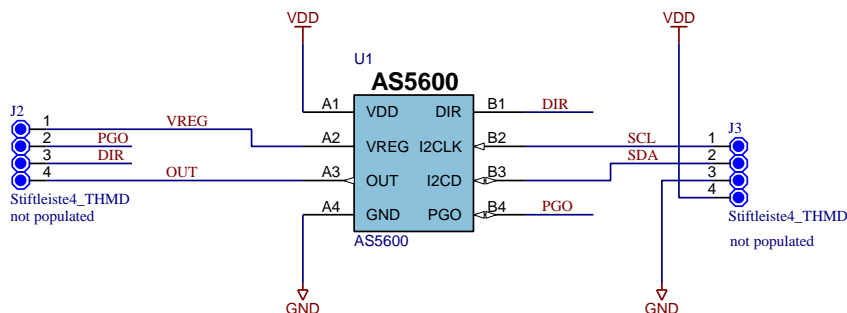 VDD
VDD
U1
AS5600
A1
VDD
DIR
B1
DIR
J2
1
VREG
A2
VREG
I2CLK
B2
SCL
1
J3
2
PGO
SDA
2
3
DIR
A3
OUT
I2CD
B3
3
4
OUT
4
Stiftleiste4_THMD
not populated
A4
GND
PGO
B4
PGO
Stiftleiste4_THMD
not populated
AS5600
GND
GND